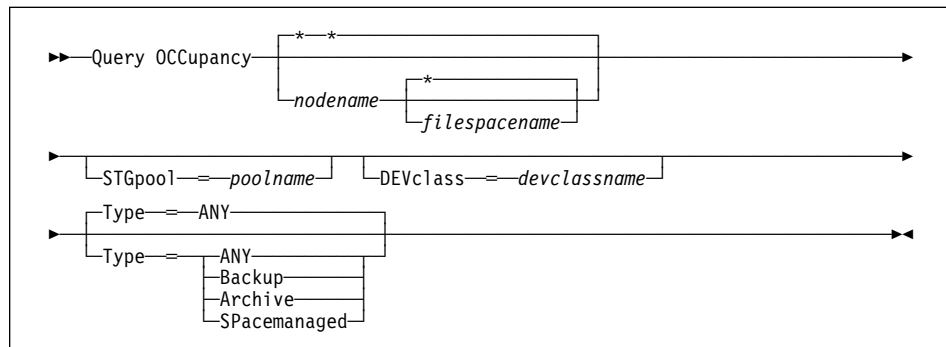 * *
Query OCCupancy
*
nodename
filespacename
STGpool = poolname DEVclass = devclassname
Type = ANY
Type = ANY
Backup
Archive
SPacemanaged